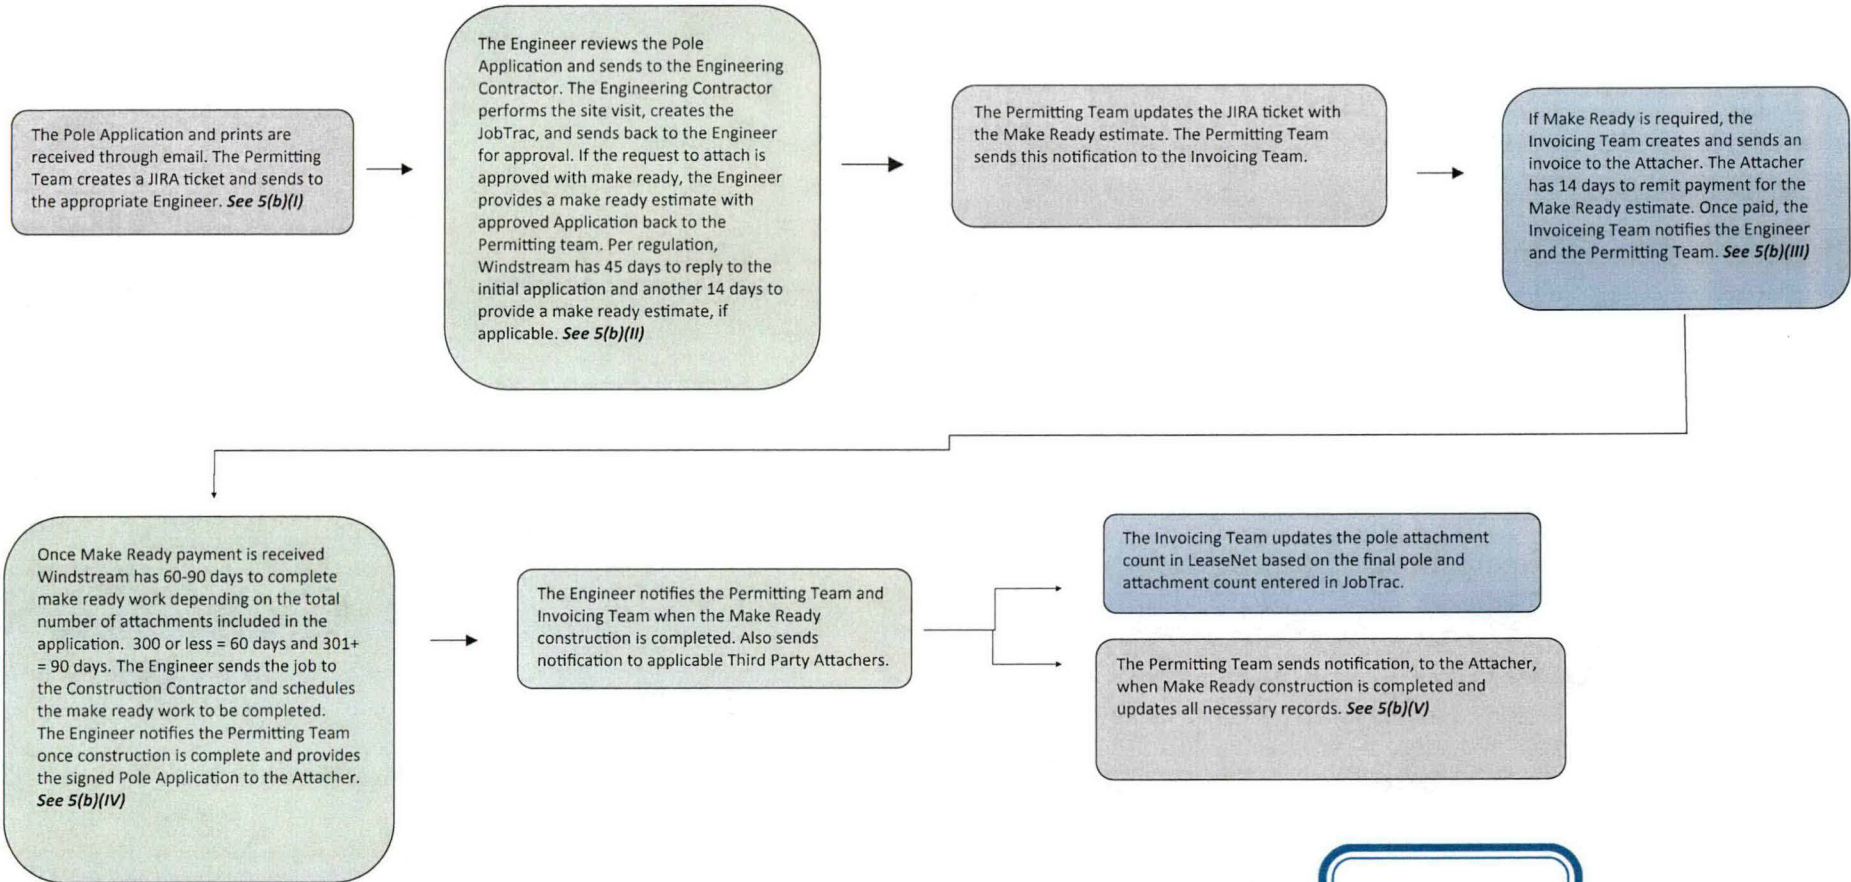 The Pole Application and prints are
received through email. The Permitting
Team creates a JIRA ticket and sends to
the appropriate Engineer. See 5(b)(I)
The Engineer reviews the Pole
Application and sends to the Engineering
Contractor. The Engineering Contractor
performs the site visit, creates the
JobTrac, and sends back to the Engineer
for approval. If the request to attach is
approved with make ready, the Engineer
provides a make ready estimate with
approved Application back to the
Permitting team. Per regulation,
Windstream has 45 days to reply to the
initial application and another 14 days to
provide a make ready estimate, if
applicable. See 5(b)(II)
The Permitting Team updates the JIRA ticket with
the Make Ready estimate. The Permitting Team
sends this notification to the Invoicing Team.
If Make Ready is required, the
Invoicing Team creates and sends an
invoice to the Attacher. The Attacher
has 14 days to remit payment for the
Make Ready estimate. Once paid, the
Invoiceing Team notifies the Engineer
and the Permitting Team. See 5(b)(III)
Once Make Ready payment is received
Windstream has 60-90 days to complete
make ready work depending on the total
number of attachments included in the
application. 300 or less = 60 days and 301+
= 90 days. The Engineer sends the job to
the Construction Contractor and schedules
the make ready work to be completed.
The Engineer notifies the Permitting Team
once construction is complete and provides
the signed Pole Application to the Attacher.
See 5(b)(IV)
The Engineer notifies the Permitting Team and
Invoicing Team when the Make Ready
construction is completed. Also sends
notification to applicable Third Party Attachers.
The Invoicing Team updates the pole attachment
count in LeaseNet based on the final pole and
attachment count entered in JobTrac.
The Permitting Team sends notification, to the Attacher,
when Make Ready construction is completed and
updates all necessary records. See 5(b)(V)